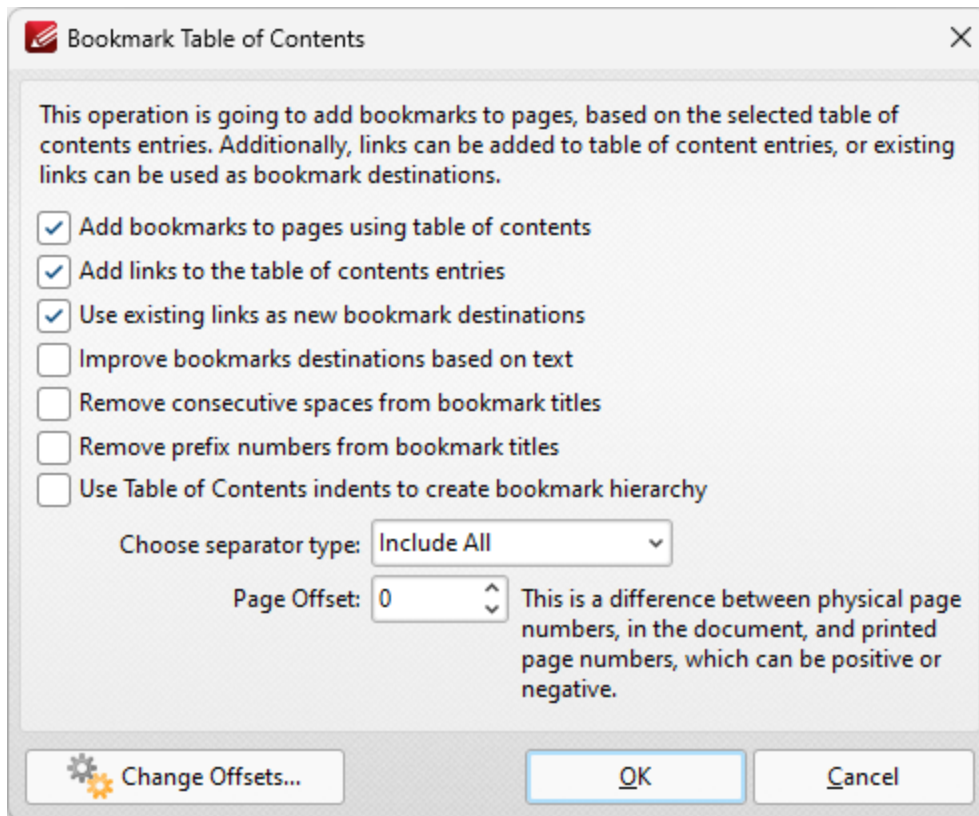 Bookmark Table of Contents
This operation is going to add bookmarks to pages, based on the selected table of
contents entries. Additionally, links can be added to table of content entries, or existing
links can be used as bookmark destinations.
Add bookmarks to pages using table of contents
Add links to the table of contents entries
Use existing links as new bookmark destinations
Improve bookmarks destinations based on text
Remove consecutive spaces from bookmark titles
Remove prefix numbers from bookmark titles
Use Table of Contents indents to create bookmark hierarchy
Choose separator type: Include All
Page Offset: 0
This is a difference between physical page
numbers, in the document, and printed
page numbers, which can be positive or
negative.
Change Offsets... OK Cancel